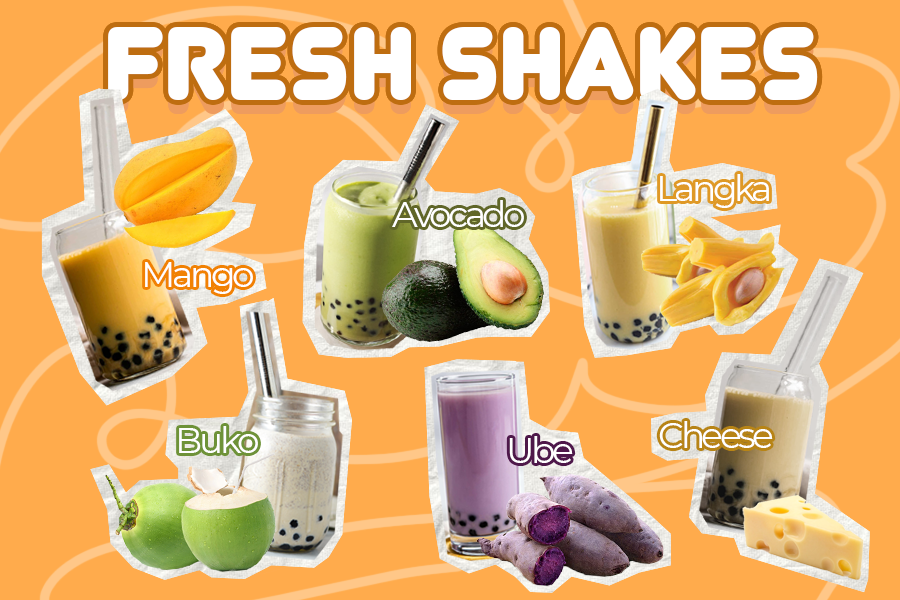 FRESH SHAKES
Mango
Avocado
Langka
Buko
Ube
Cheese